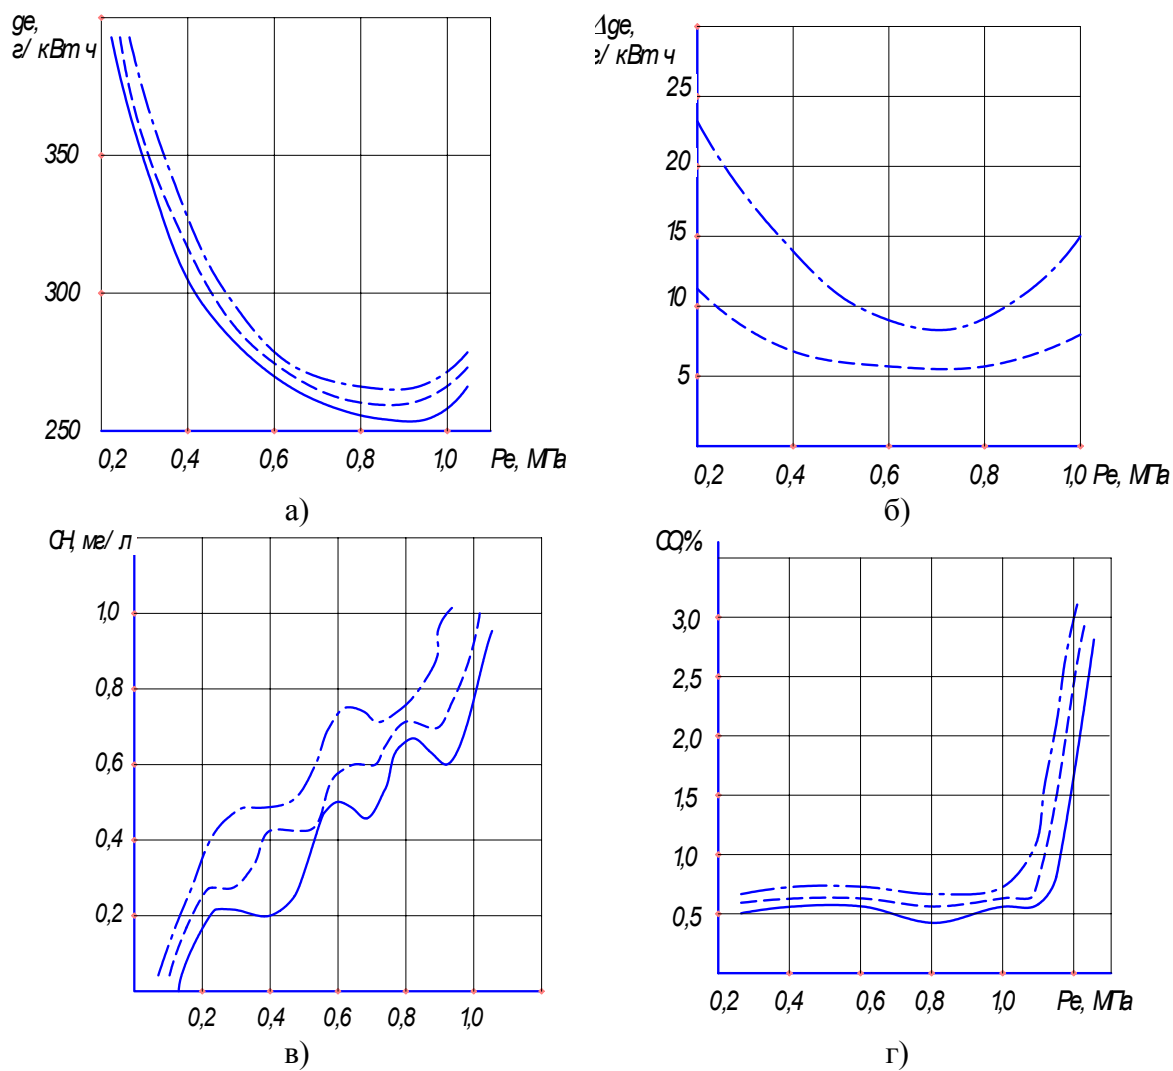 ge,
г/ кВт ч
350
300
250
0,2 0,4 0,6 0,8 1,0 Pe, МПа
а)
Δge,
г/ кВт ч
25
20
15
10
5
0,2 0,4 0,6 0,8 1,0 Pe, МПа
б)
CH, мг/ л
1,0
0,8
0,6
0,4
0,2
0,2 0,4 0,6 0,8 1,0
в)
CO,%
3,0
2,5
2,0
1,5
1,0
0,5
0,2 0,4 0,6 0,8 1,0 Pe, МПа
г)